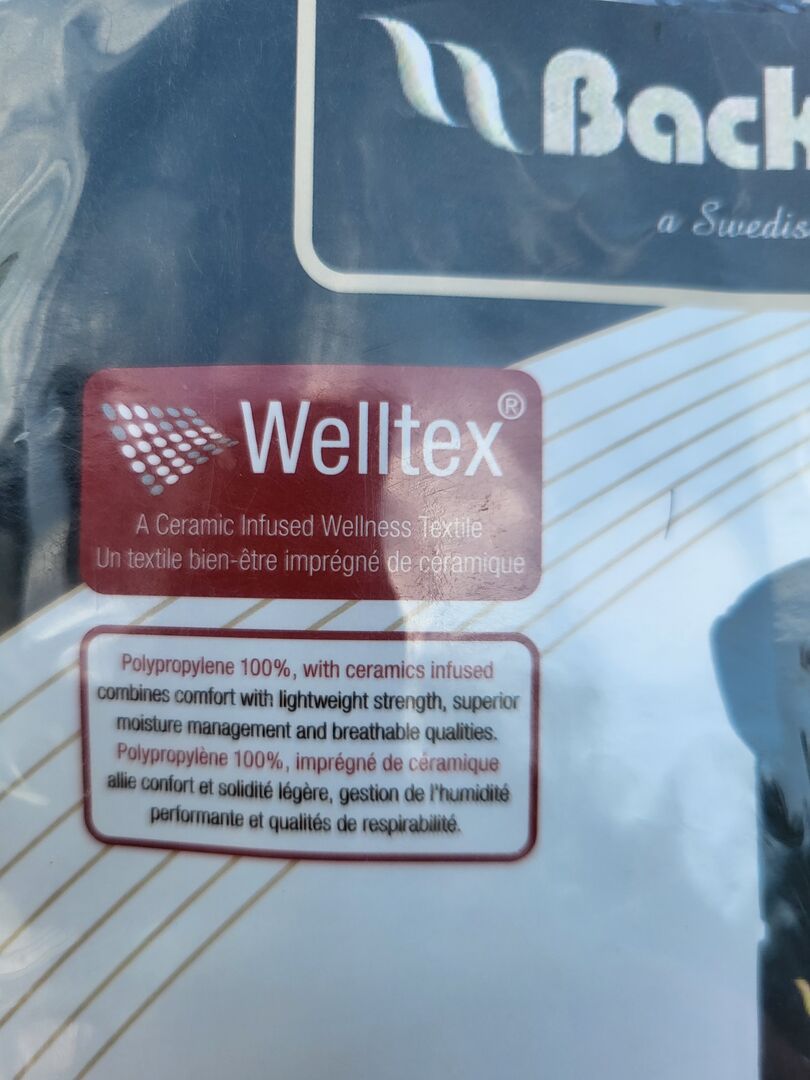 Back
a Swedis
Welltex®
A Ceramic Infused Wellness Textile
Un textile bien-être imprégné de céramique
Polypropylene 100%, with ceramics infused
combines comfort with lightweight strength, superior
moisture management and breathable qualities.
Polypropylène 100%, imprégné de céramique
allie confort et solidité légère, gestion de l'humidité
performante et qualités de respirabilité.